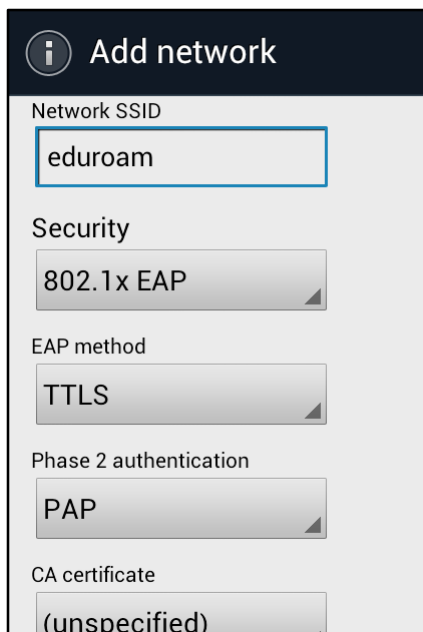 Add network
Network SSID
eduroam
Security
802.1x EAP
EAP method
TTLS
Phase 2 authentication
PAP
CA certificate
(unspecified)